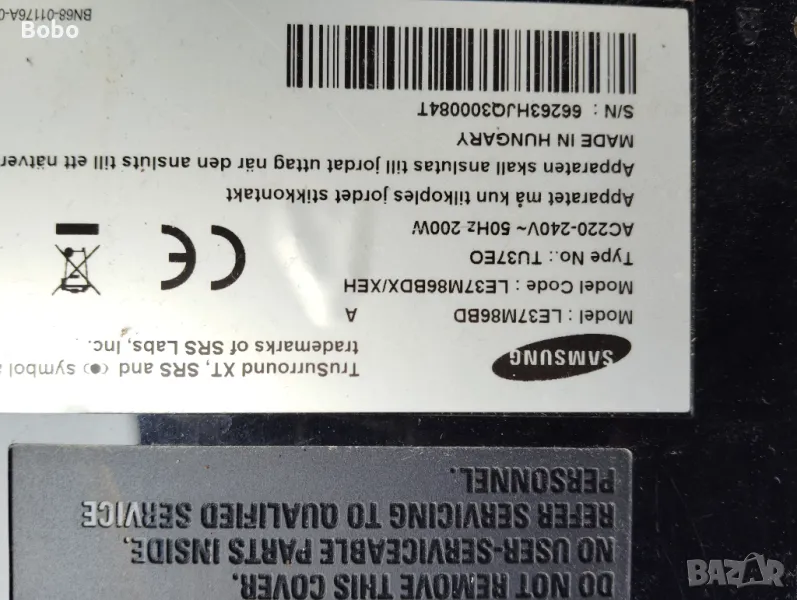 TruSurround XT, SRS and (●) symbol
trademarks of SRS Labs, Inc.
SAMSUNG
Model : LE37M86BD A
Model Code : LE37M86BDX/XEH
Type No.: TU37EO
AC220-240V~ 50Hz 200W
Apparatet må kun tilkoples jordet stikkontakt
Apparaten skall anslutas till jordat uttag när den ansluts till ett nätver
MADE IN HUNGARY
S/N : 66263HJQ300084T
BN68-01176A-0
DO NOT REMOVE THIS COVER.
NO USER-SERVICEABLE PARTS INSIDE.
REFER SERVICING TO QUALIFIED SERVICE
PERSONNEL.
Bobo
BAZAR